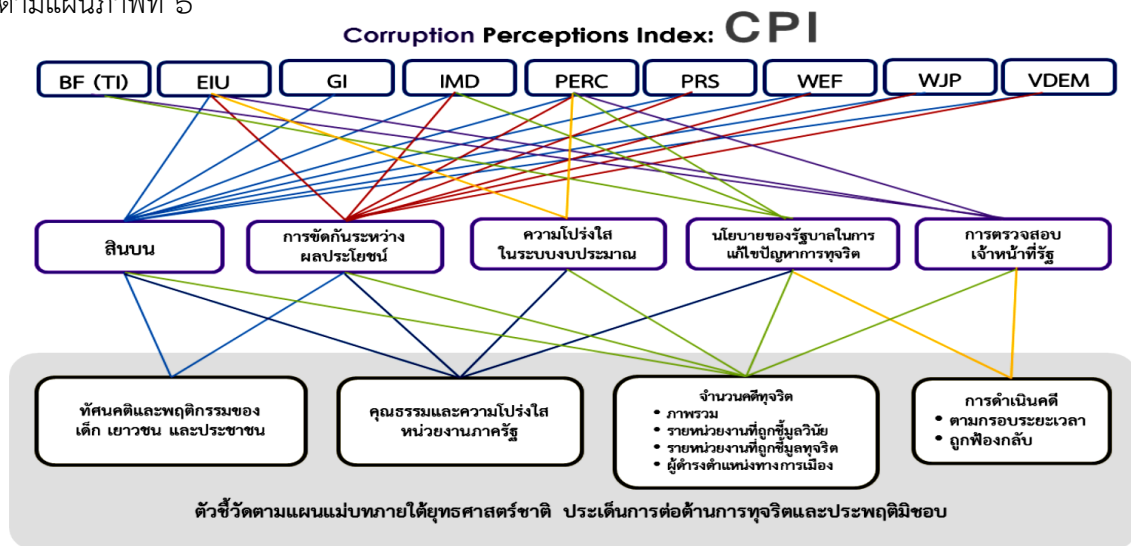 ตามแผนภาพที่ ๖
Corruption Perceptions Index: CPI
BF (TI) EIU GI IMD PERC PRS WEF WJP VDEM
สินบน
การขัดกันระหว่าง
ผลประโยชน์
ความโปร่งใส
ในระบบงบประมาณ
นโยบายของรัฐบาลในการ
แก้ไขปัญหาการทุจริต
การตรวจสอบ
เจ้าหน้าที่รัฐ
ทัศนคติและพฤติกรรมของ
เด็ก เยาวชน และประชาชน
คุณธรรมและความโปร่งใส
หน่วยงานภาครัฐ
จำนวนคดีทุจริต
• ภาพรวม
• รายหน่วยงานที่ถูกชี้มูลวินัย
• รายหน่วยงานที่ถูกชี้มูลทุจริต
• ผู้ดำรงตำแหน่งทางการเมือง
การดำเนินคดี
• ตามกรอบระยะเวลา
• ถูกฟ้องกลับ
ตัวชี้วัดตามแผนแม่บทภายใต้ยุทธศาสตร์ชาติ ประเด็นการต่อต้านการทุจริตและประพฤติมิชอบ